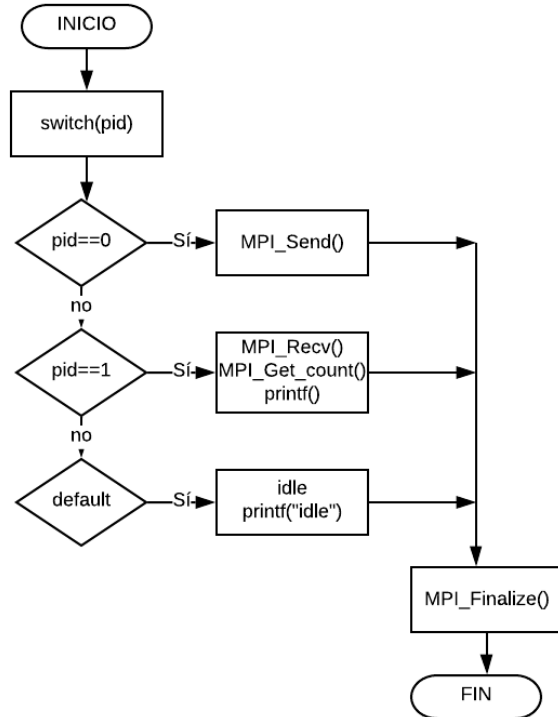 INICIO
switch(pid)
pid==0
Sí
MPI_Send()
no
pid==1
Sí
MPI_Recv()
MPI_Get_count()
printf()
no
default
Sí
idle
printf("idle")
MPI_Finalize()
FIN